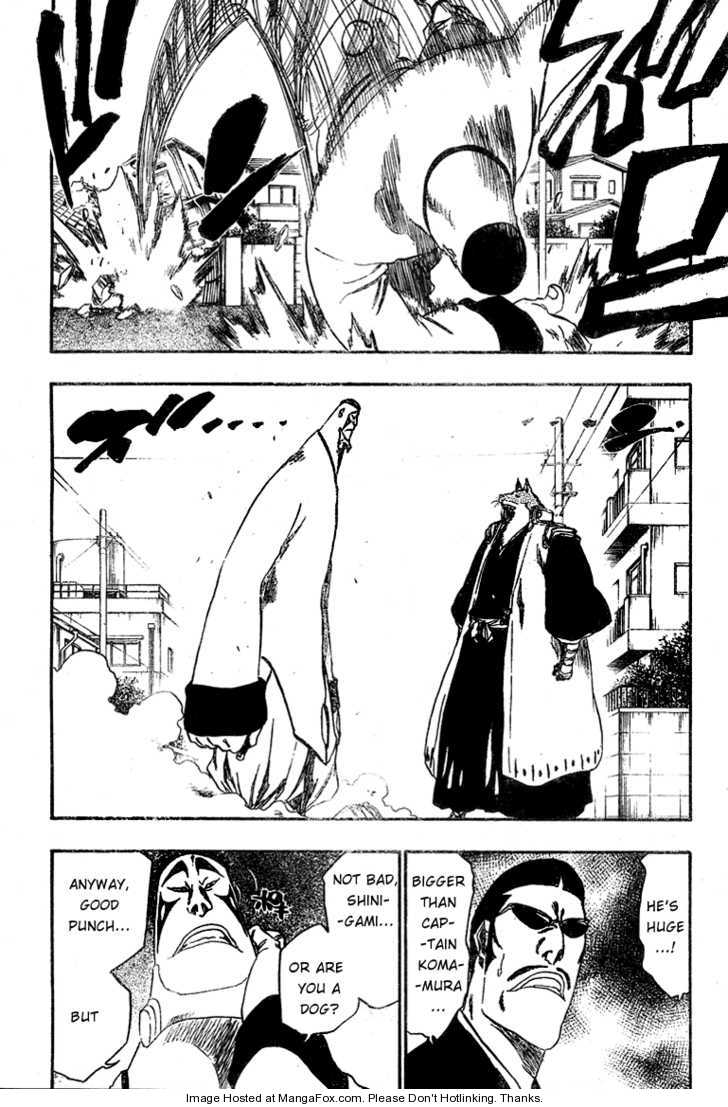 HE'S
HUGE
...!
BIGGER
THAN
CAP-
-TAIN
KOMA-
-MURA
...
NOT BAD,
SHINI-
-GAMI...
OR ARE
YOU A
DOG?
ANYWAY,
GOOD
PUNCH...
BUT
Image Hosted at MangaFox.com. Please Don't Hotlinking. Thanks.